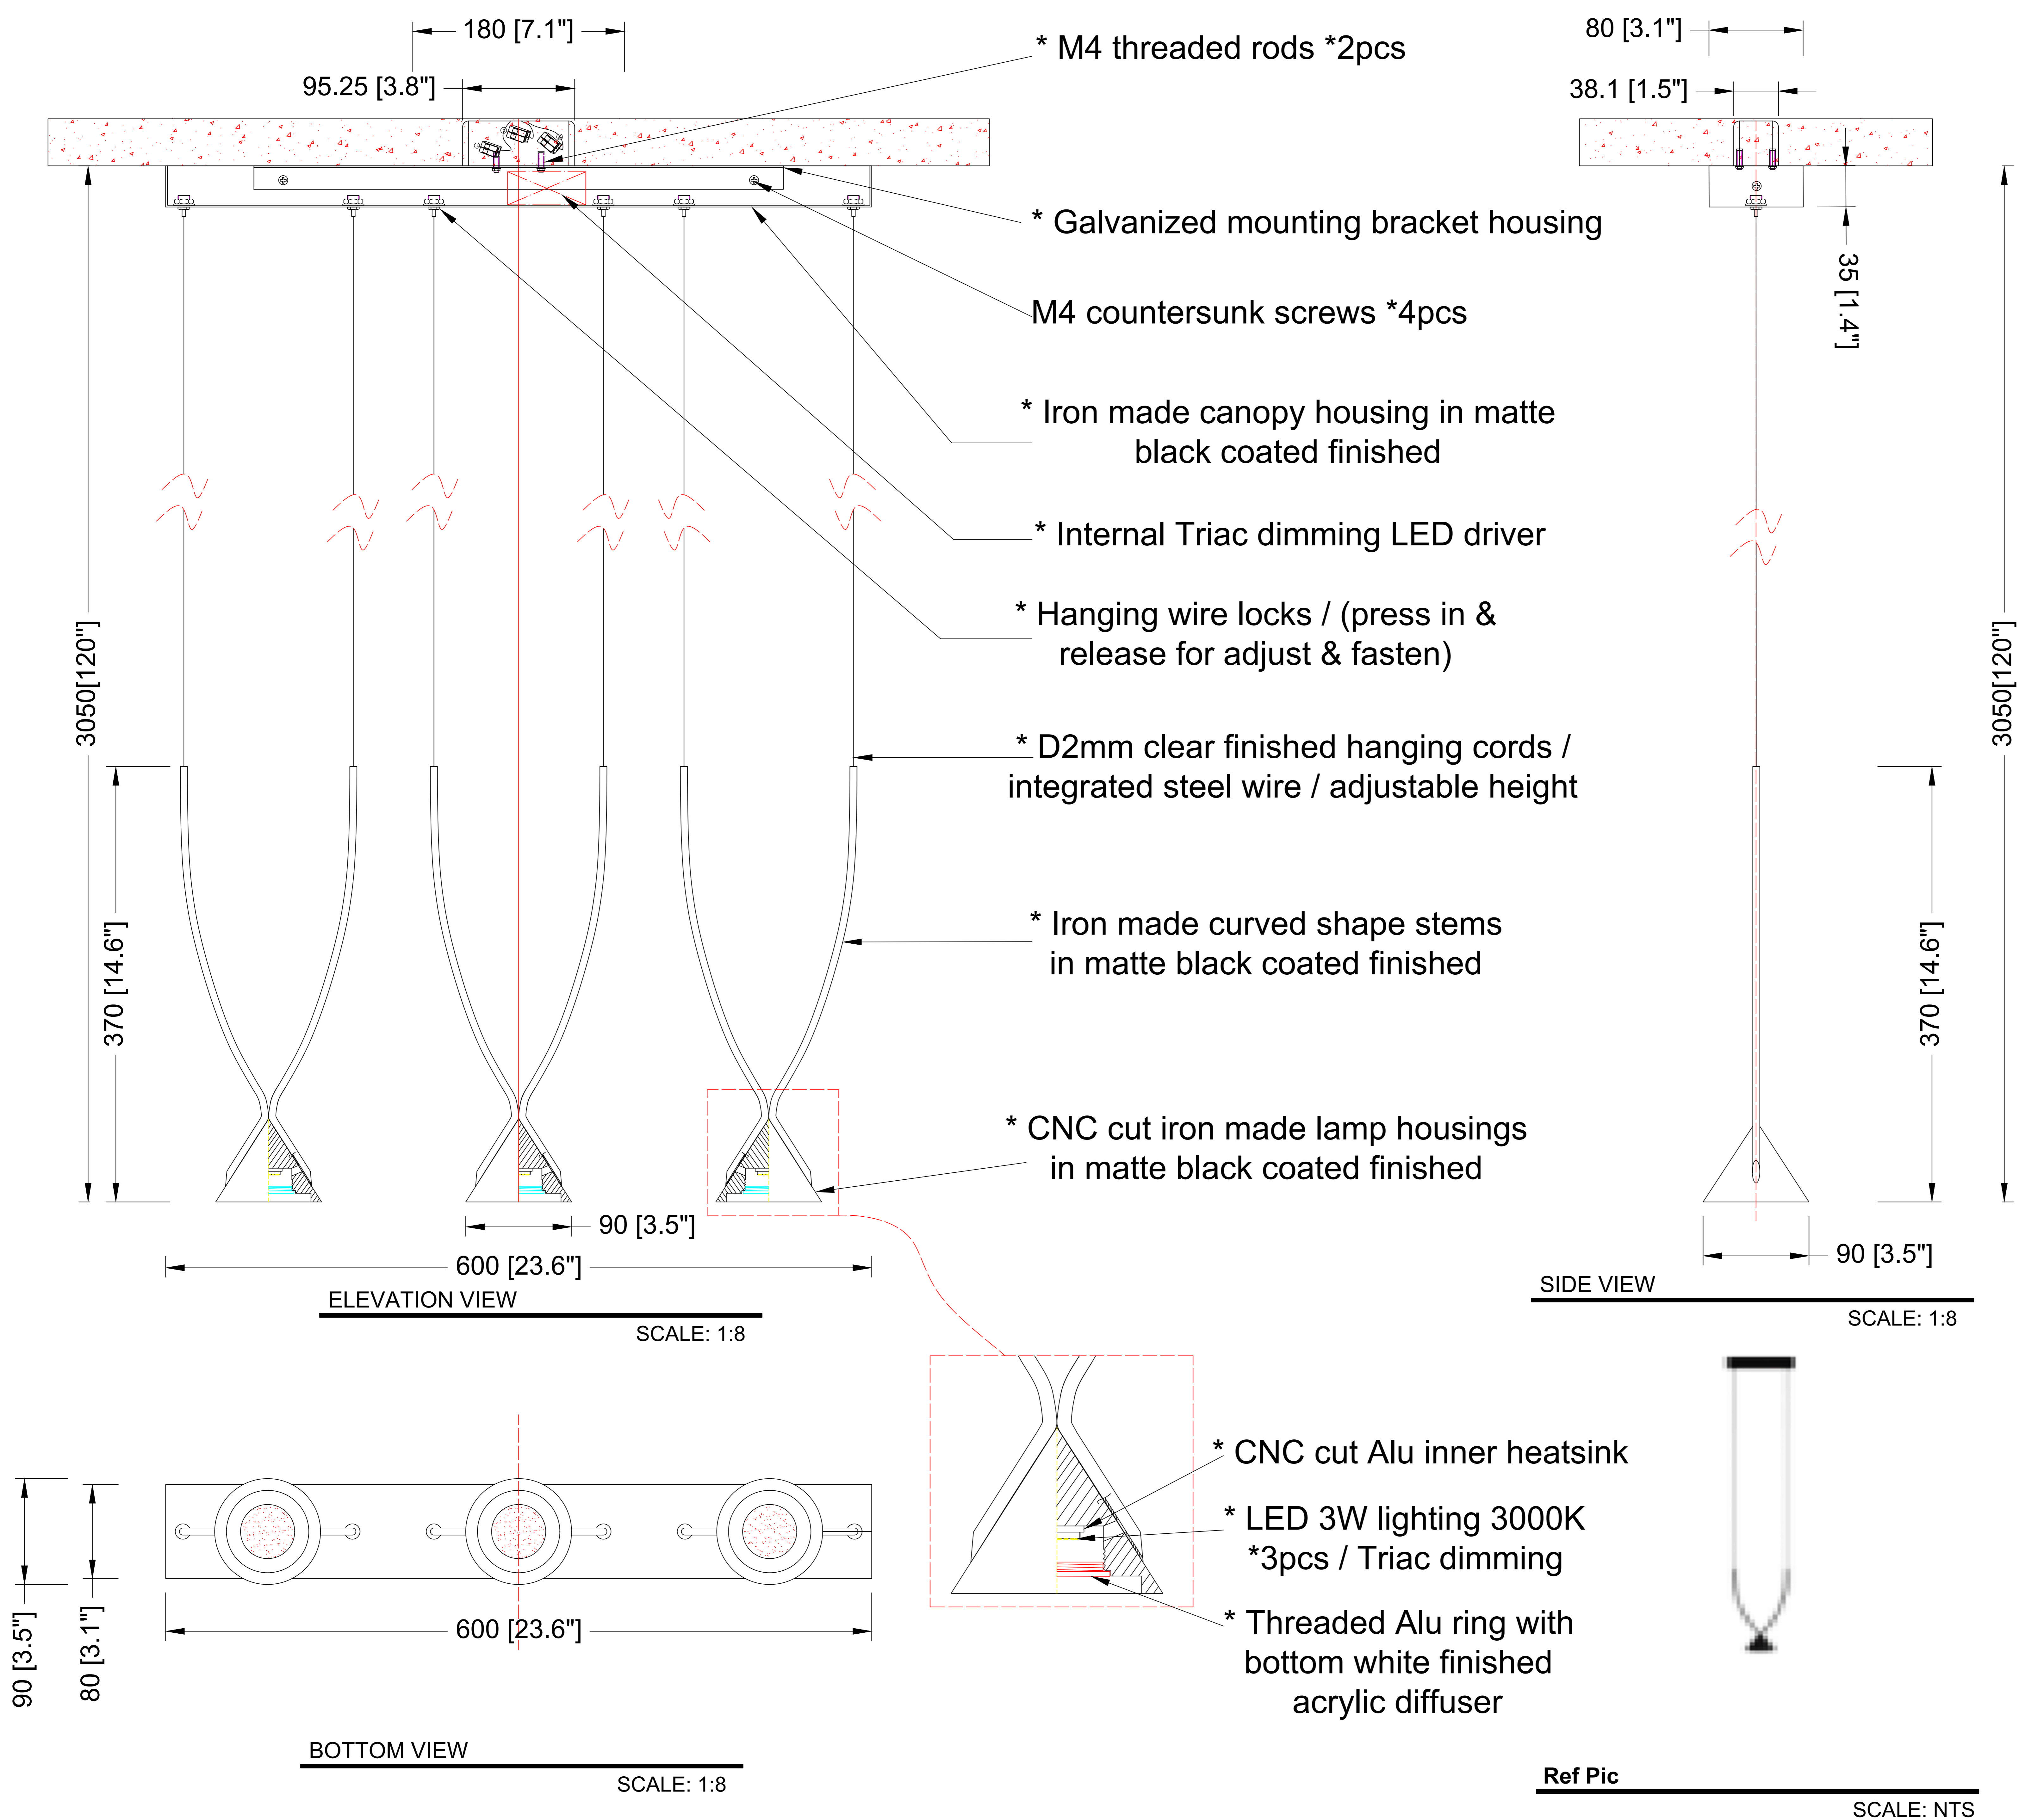 180 [7.1"]
95.25 [3.8"]
* M4 threaded rods *2pcs
80 [3.1"]
38.1 [1.5"]
* Galvanized mounting bracket housing
35 [1.4"]
M4 countersunk screws *4pcs
* Iron made canopy housing in matte
black coated finished
* Internal Triac dimming LED driver
* Hanging wire locks / (press in &
release for adjust & fasten)
3050[120"]
3050[120"]
* D2mm clear finished hanging cords /
integrated steel wire / adjustable height
* Iron made curved shape stems
in matte black coated finished
370 [14.6"]
370 [14.6"]
* CNC cut iron made lamp housings
in matte black coated finished
90 [3.5"]
600 [23.6"]
ELEVATION VIEW
SCALE: 1:8
90 [3.5"]
SIDE VIEW
SCALE: 1:8
* CNC cut Alu inner heatsink
* LED 3W lighting 3000K
*3pcs / Triac dimming
* Threaded Alu ring with
bottom white finished
acrylic diffuser
90 [3.5"]
80 [3.1"]
600 [23.6"]
BOTTOM VIEW
SCALE: 1:8
Ref Pic
SCALE: NTS